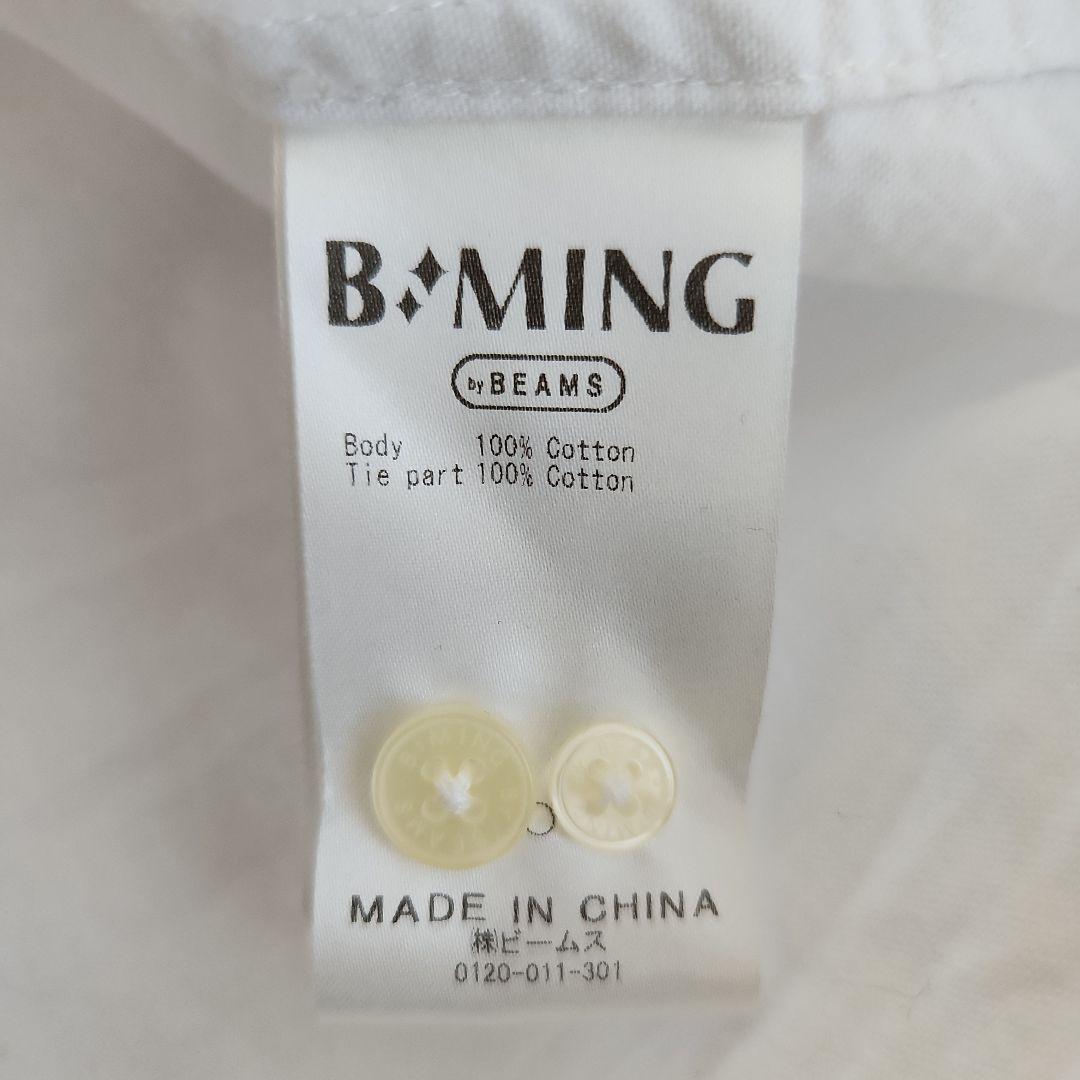 B MING
by BEAMS
Body 100% Cotton
Tie part 100% Cotton
B MING
MADE IN CHINA
㈱ビームス
0120-011-301